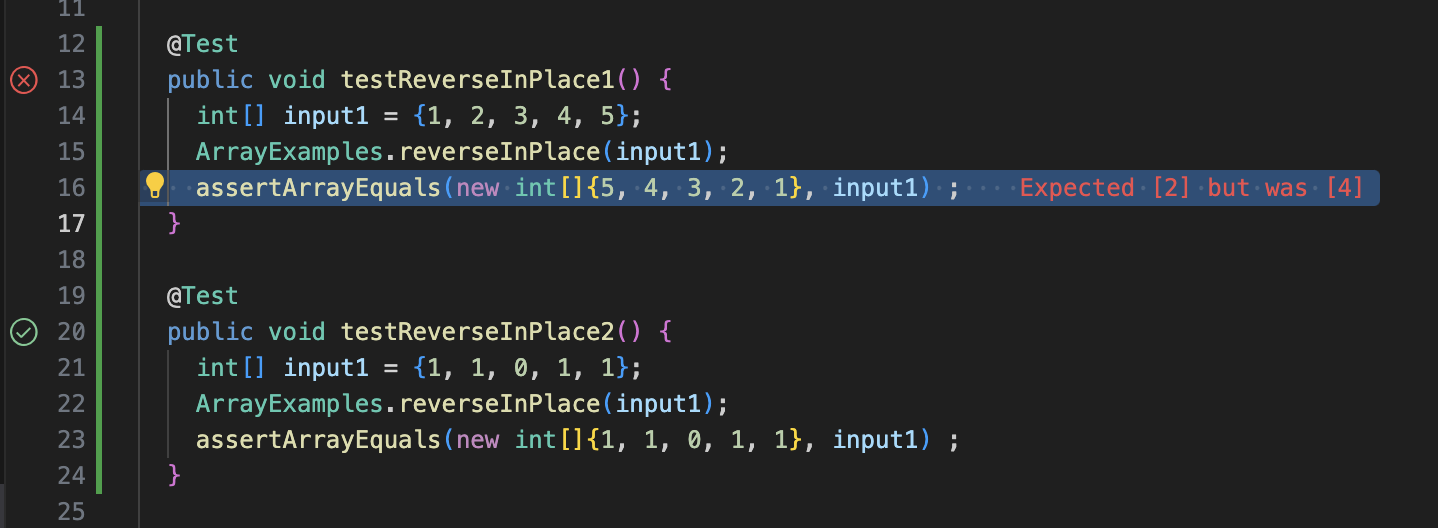 11
12 @Test
13 public void testReverseInPlace1() {
14 int[] input1 = {1, 2, 3, 4, 5};
15 ArrayExamples.reverseInPlace(input1);
16 assertArrayEquals(new int[]{5, 4, 3, 2, 1}, input1) ; Expected [2] but was [4]
17 }
18
19 @Test
20 public void testReverseInPlace2() {
21 int[] input1 = {1, 1, 0, 1, 1};
22 ArrayExamples.reverseInPlace(input1);
23 assertArrayEquals(new int[]{1, 1, 0, 1, 1}, input1) ;
24 }
25